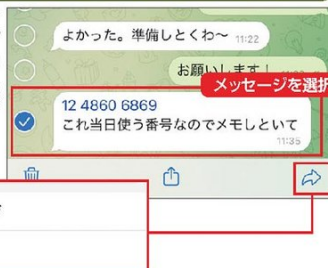 よかった。準備しとくわ〜 11:22
お願いします!
メッセージを選択
12 4860 6869
これ当日使う番号なのでメモしといて
11:35